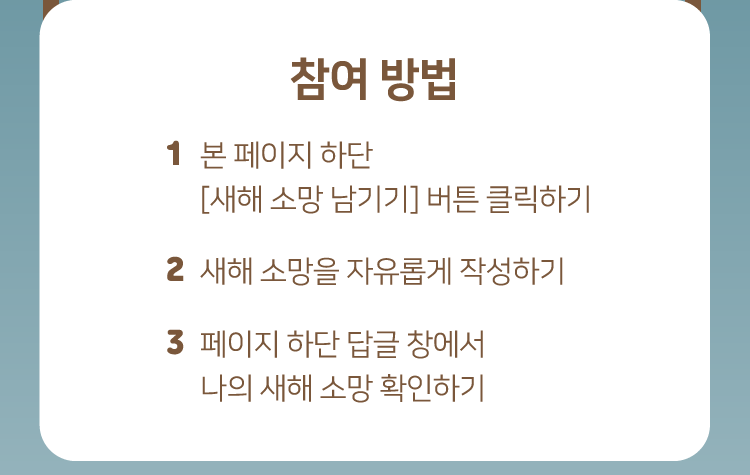 참여 방법
1 본 페이지 하단
[새해 소망 남기기] 버튼 클릭하기
2 새해 소망을 자유롭게 작성하기
3 페이지 하단 답글 창에서
나의 새해 소망 확인하기